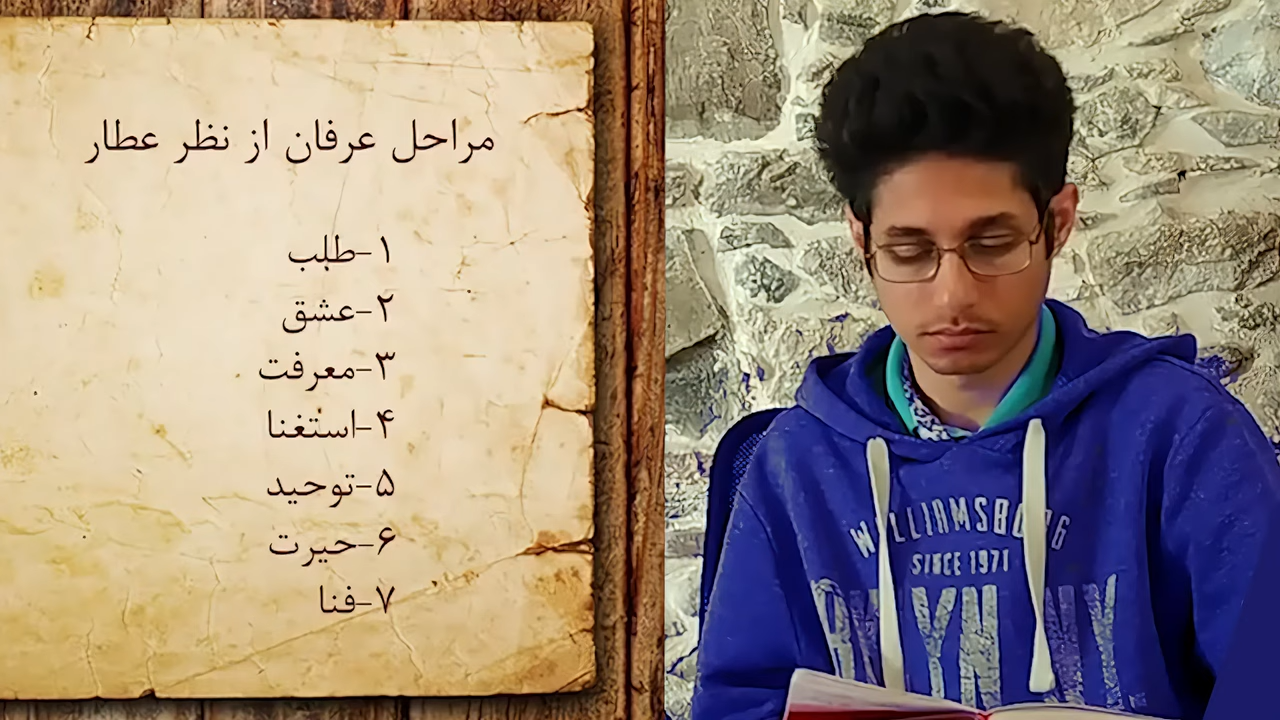 مراحل عرفان از نظر عطار
۱-طلب
۲-عشق
۳-معرفت
۴-استغنا
۵-توحید
۶-حیرت
۷-فنا
WILLIAMSBURG
SINCE 1971